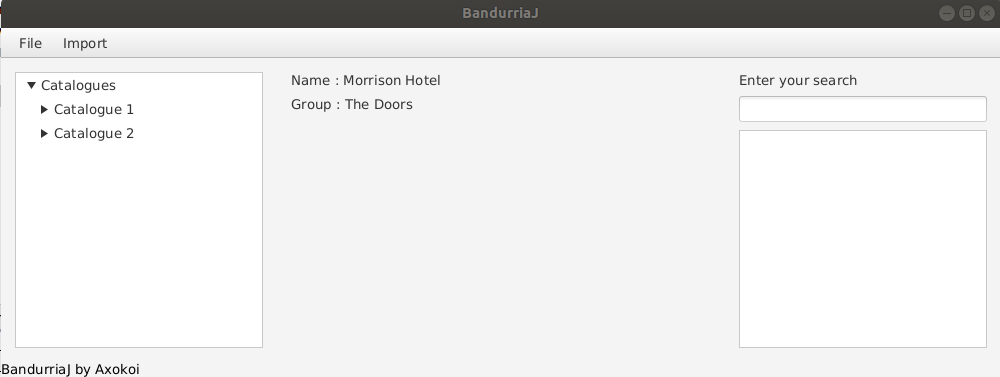 BandurriaJ
File Import
Catalogues
Catalogue 1
Catalogue 2
Name : Morrison Hotel
Group : The Doors
Enter your search
BandurriaJ by Axokoi